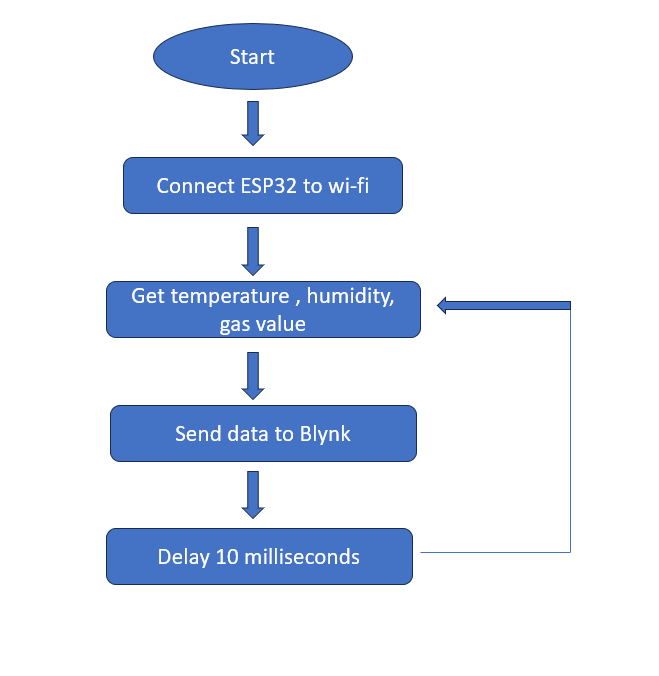 Start
Connect ESP32 to wi-fi
Get temperature , humidity,
gas value
Send data to Blynk
Delay 10 milliseconds